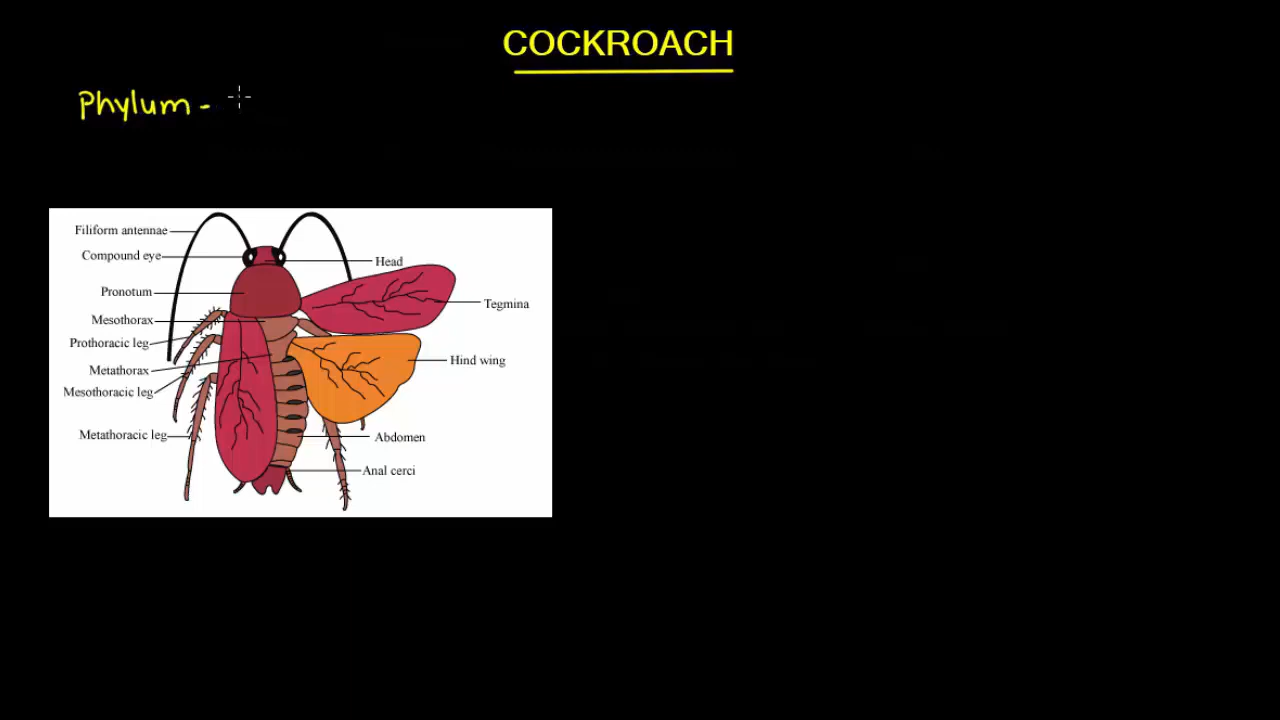 COCKROACH
Phylum -
Filiform antennae
Compound eye
Head
Pronotum
Tegmina
Mesothorax
Prothoracic leg
Hind wing
Metathorax
Mesothoracic leg
Metathoracic leg
Abdomen
Anal cerci